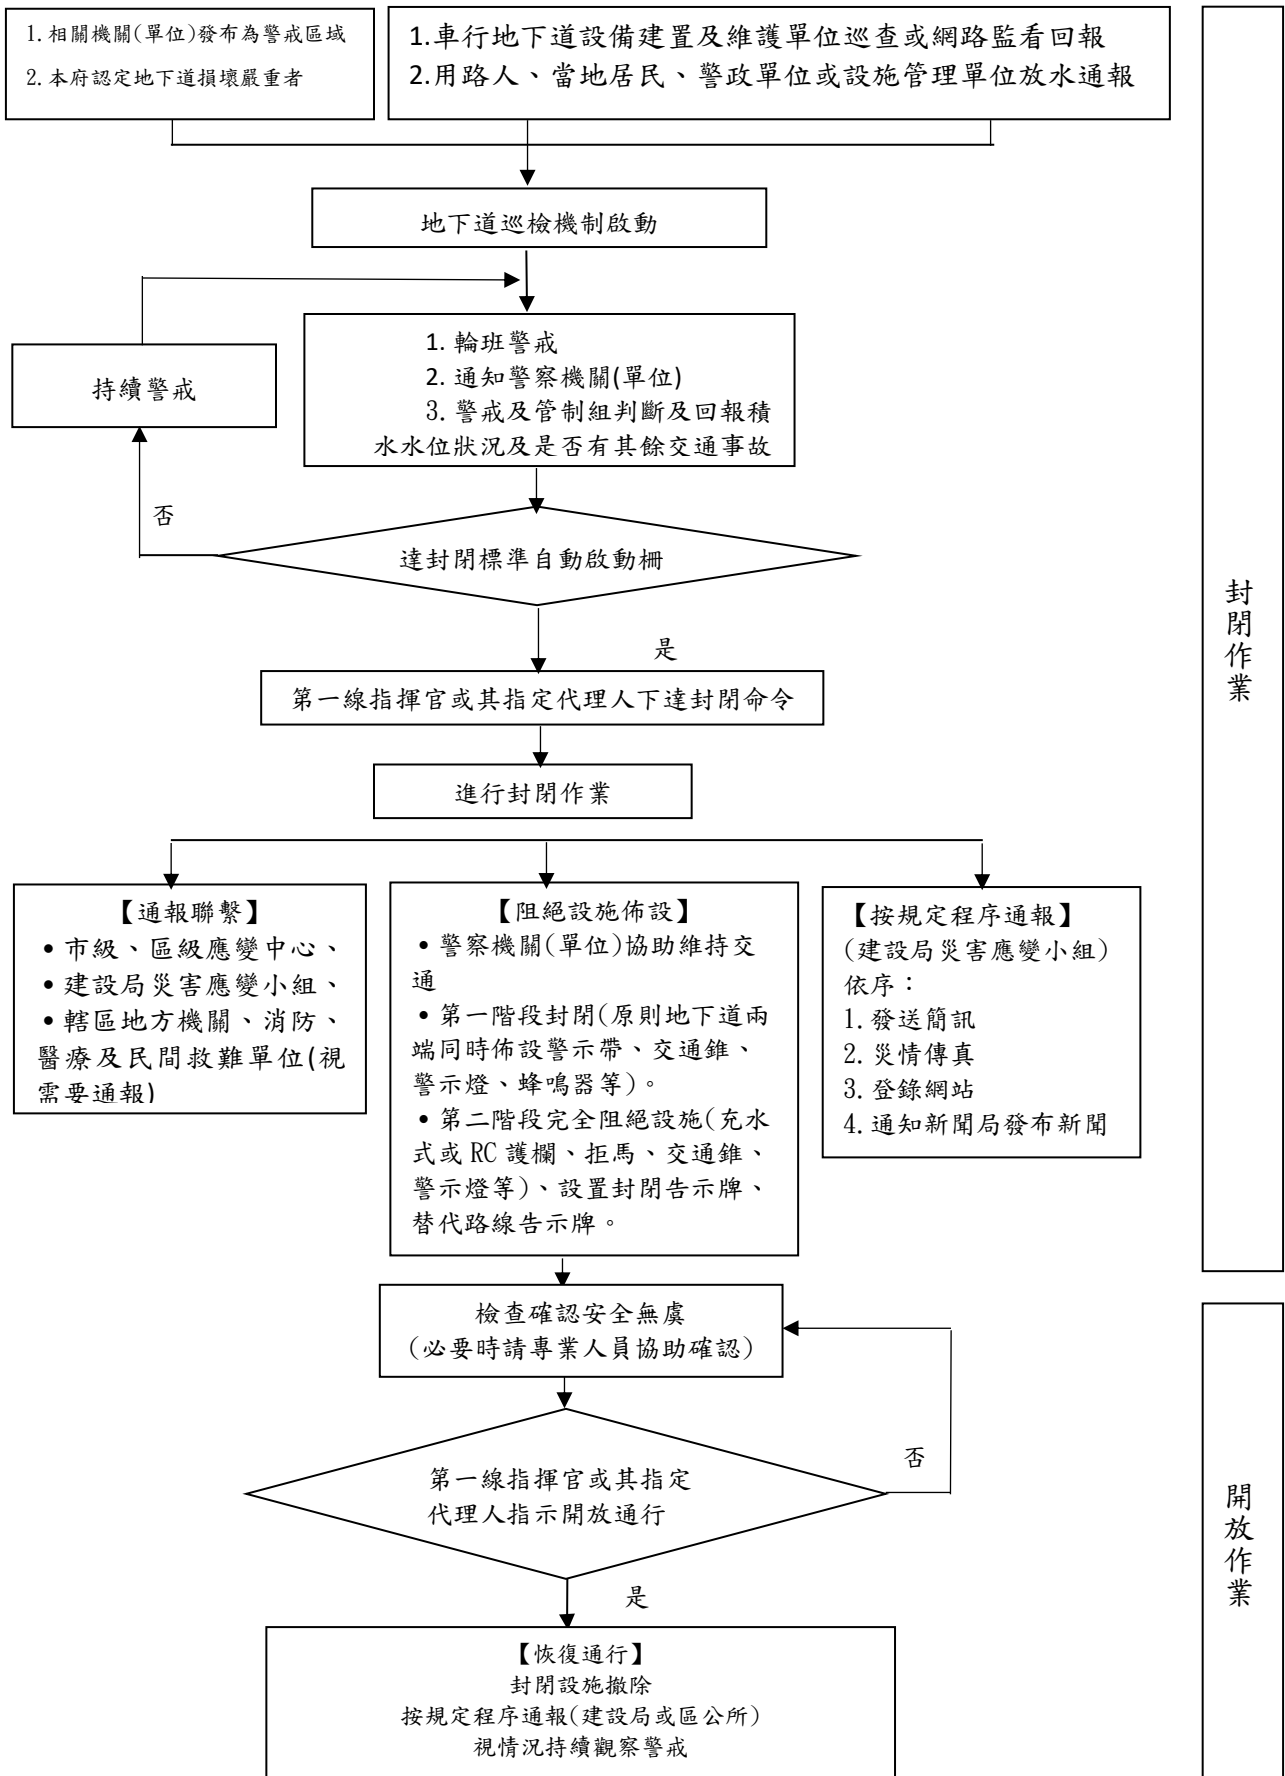 1.相關機關(單位)發布為警戒區域
2.本府認定地下道損壞嚴重者
1.車行地下道設備建置及維護單位巡查或網路監看回報
2.用路人、當地居民、警政單位或設施管理單位放水通報
地下道巡檢機制啟動
持續警戒
1. 輪班警戒
2. 通知警察機關(單位)
3. 警戒及管制組判斷及回報積
水水位狀況及是否有其餘交通事故
否
達封閉標準自動啟動柵
是
第一線指揮官或其指定代理人下達封閉命令
進行封閉作業
【通報聯繫】
•市級、區級應變中心、
•建設局災害應變小組、
•轄區地方機關、消防、
醫療及民間救難單位(視
需要通報)
【阻絕設施佈設】
•警察機關(單位)協助維持交
通
•第一階段封閉(原則地下道兩
端同時佈設警示帶、交通錐、
警示燈、蜂鳴器等)。
•第二階段完全阻絕設施(充水
式或 RC 護欄、拒馬、交通錐、
警示燈等)、設置封閉告示牌、
替代路線告示牌。
【按規定程序通報】
(建設局災害應變小組)
依序：
1.發送簡訊
2.災情傳真
3.登錄網站
4.通知新聞局發布新聞
封閉作業
檢查確認安全無虞
(必要時請專業人員協助確認)
否
第一線指揮官或其指定
代理人指示開放通行
是
【恢復通行】
封閉設施撤除
按規定程序通報(建設局或區公所)
視情況持續觀察警戒
開放作業